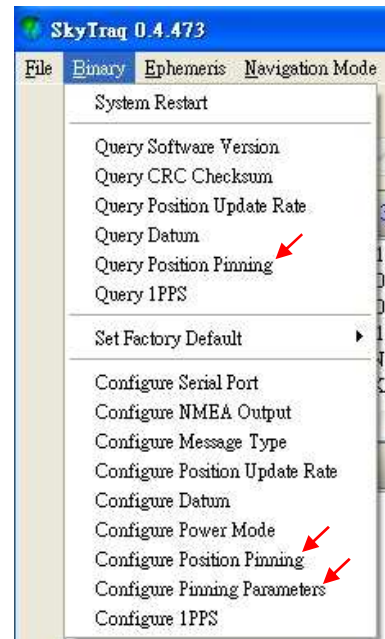 SkyTraq 0.4.473
File Binary Ephemeris Navigation Mode
System Restart
Query Software Version
Query CRC Checksum
Query Position Update Rate
Query Datum
Query Position Pinning
Query 1PPS
Set Factory Default
Configure Serial Port
Configure NMEA Output
Configure Message Type
Configure Position Update Rate
Configure Datum
Configure Power Mode
Configure Position Pinning
Configure Pinning Parameters
Configure 1PPS